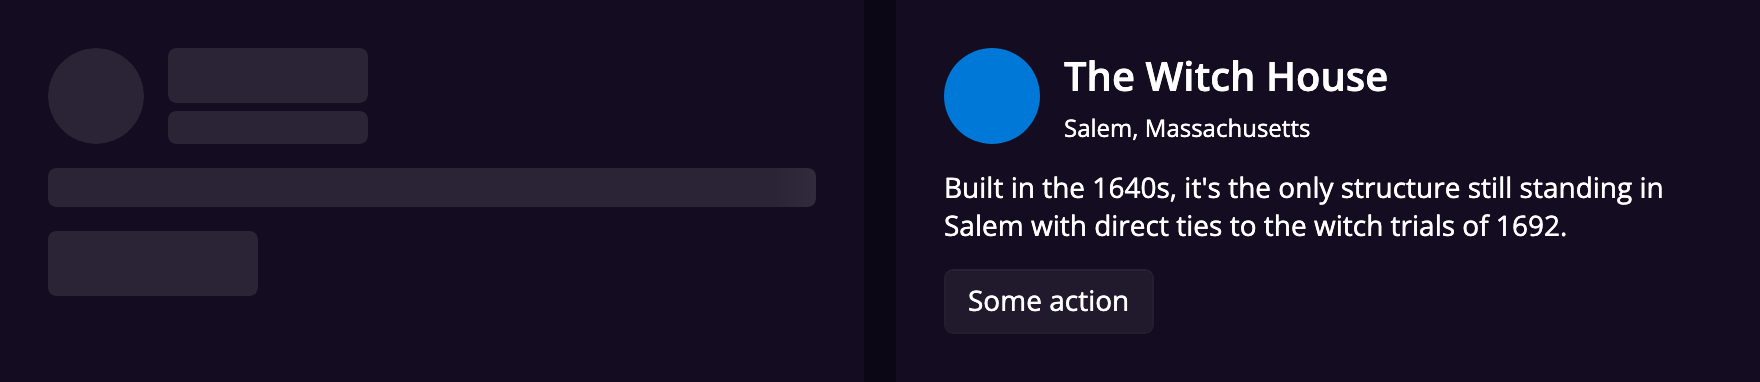 The Witch House
Salem, Massachusetts
Built in the 1640s, it's the only structure still standing in
Salem with direct ties to the witch trials of 1692.
Some action